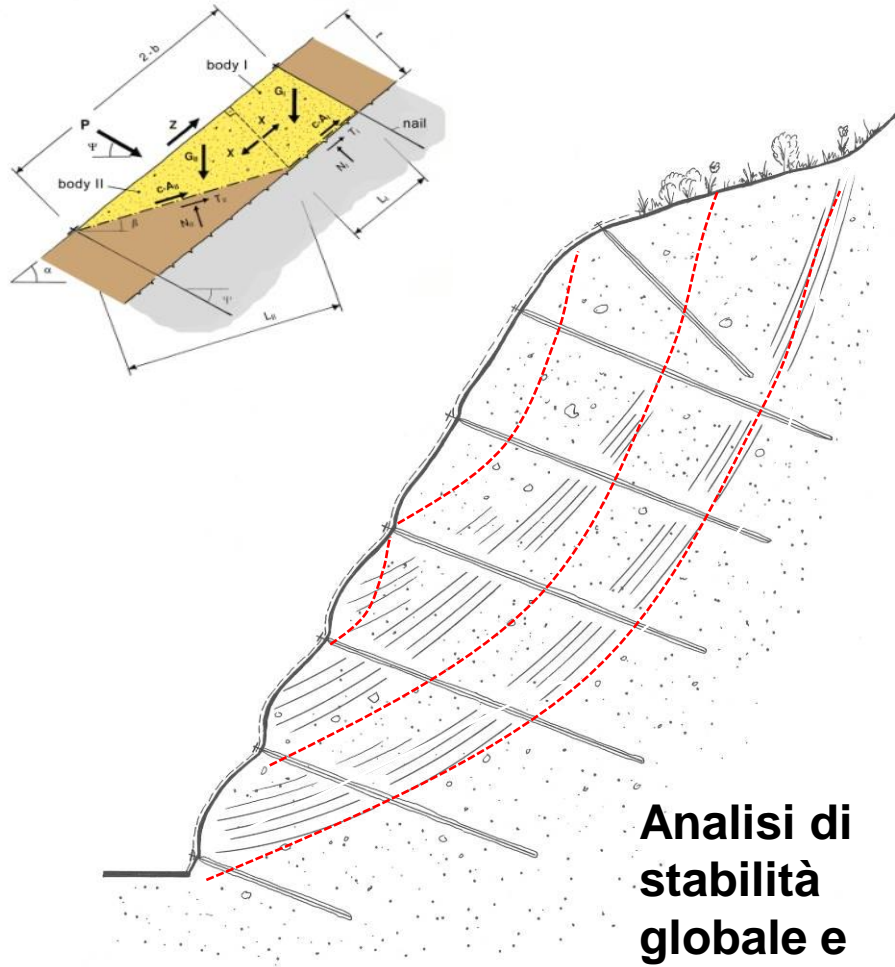 2·b
t
body I
G_I
P
Z
X
X
c·A_I
T_I
N_I
nail
Ψ
G_II
body II
c·A_II
T_II
N_II
L_I
β
α
Ψ
L_II
Analisi di
stabilità
globale e